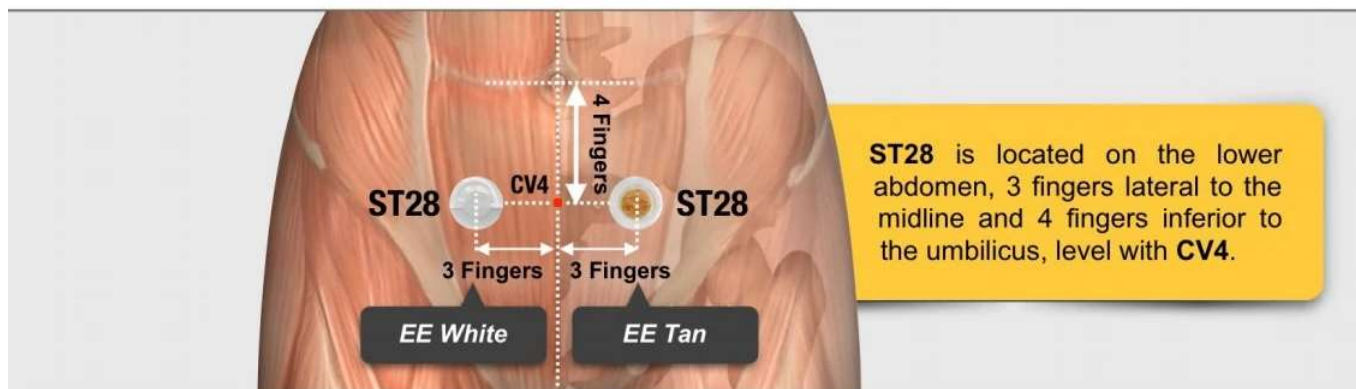 4 Fingers
CV4
ST28
ST28
3 Fingers
3 Fingers
EE White
EE Tan
ST28 is located on the lower
abdomen, 3 fingers lateral to the
midline and 4 fingers inferior to
the umbilicus, level with CV4.